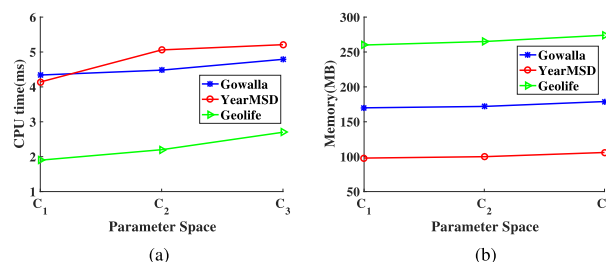 6
5
4
3
2
1
CPU time(ms)
Gowalla
YearMSD
Geolife
C1
C2
C3
Parameter Space
(a)
300
250
200
150
100
50
Memory(MB)
Gowalla
YearMSD
Geolife
C1
C2
C
Parameter Space
(b)